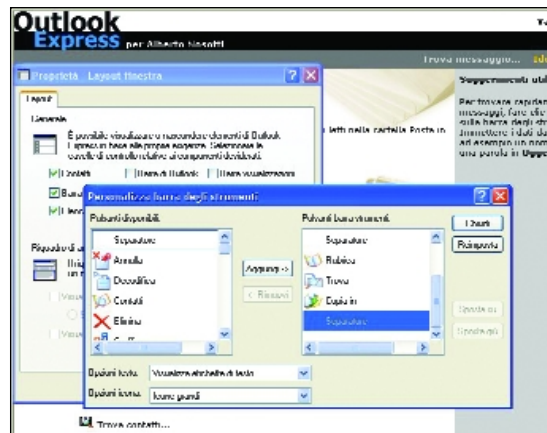 Outlook
Express per Alberto Nosotti
Trova messaggio...
Proprietà - Layout finestra
Suggerimenti
Layout
Per trovare
messaggi, fare clic
sulla barra degli
Immettere i dati da
ad esempio un nom
una parola in Ogge
Generale
letti nella cartella Posta in
È possibile visualizzare o nascondere elementi di Outlook
Express in base alle proprie esigenze. Selezionare le
caselle di controllo relative ai componenti desiderati.
Contatti
Barra di Outlook
Barra visualizzazioni
Barra
Elenco
Personalizza barra degli strumenti
Pulsanti disponibili:
Pulsanti barra strumenti:
Separatore
Annulla
Decodifica
Contatti
Elimina
Aggiungi ->
<- Rimuovi
Separatore
Rubrica
Trova
Copia in
Separatore
Chiudi
Reimposta
Sposta su
Sposta giù
Riquadro di
Opzioni testo:
Visualizza etichette di testo
Opzioni icona:
Icone grandi
Trova contatti...